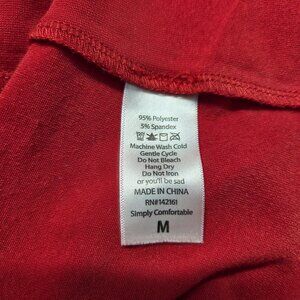 95% Polyester
5% Spandex
Machine Wash Cold
Gentle Cycle
Do Not Bleach
Hang Dry
Do Not Iron
or you'll be sad
MADE IN CHINA
RN#142161
Simply Comfortable
M